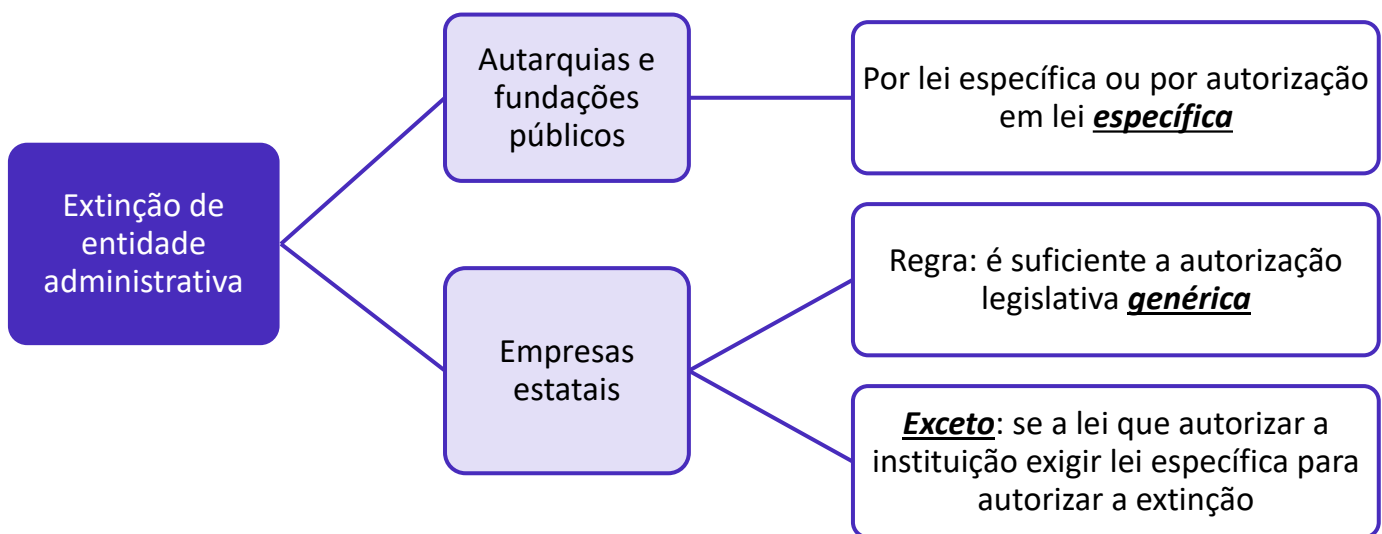 Extinção de
entidade
administrativa
Autarquias e
fundações
públicos
Por lei específica ou por autorização
em lei específica
Empresas
estatais
Regra: é suficiente a autorização
legislativa genérica
Exceto: se a lei que autorizar a
instituição exigir lei específica para
autorizar a extinção